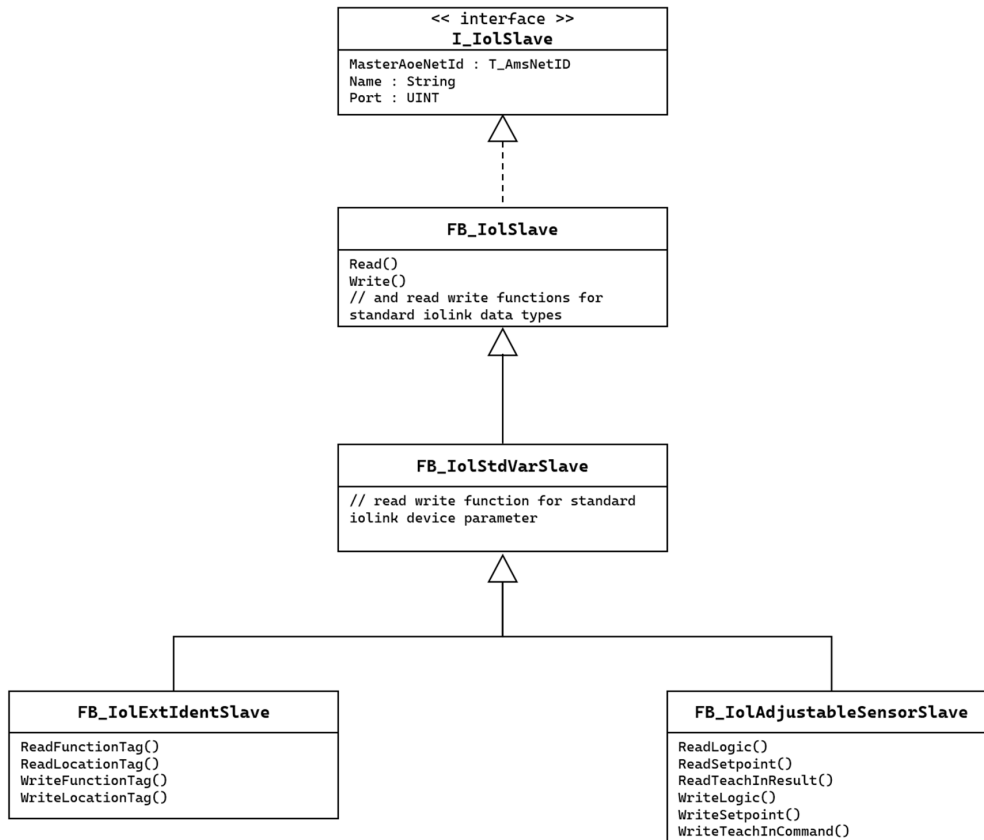 << interface >>
I_IolSlave
MasterAoeNetId : T_AmsNetID
Name : String
Port : UINT
FB_IolSlave
Read()
Write()
// and read write functions for
standard iolink data types
FB_IolStdVarSlave
// read write function for standard
iolink device parameter
FB_IolExtIdentSlave
ReadFunctionTag()
ReadLocationTag()
WriteFunctionTag()
WriteLocationTag()
FB_IolAdjustableSensorSlave
ReadLogic()
ReadSetpoint()
ReadTeachInResult()
WriteLogic()
WriteSetpoint()
WriteTeachInCommand()